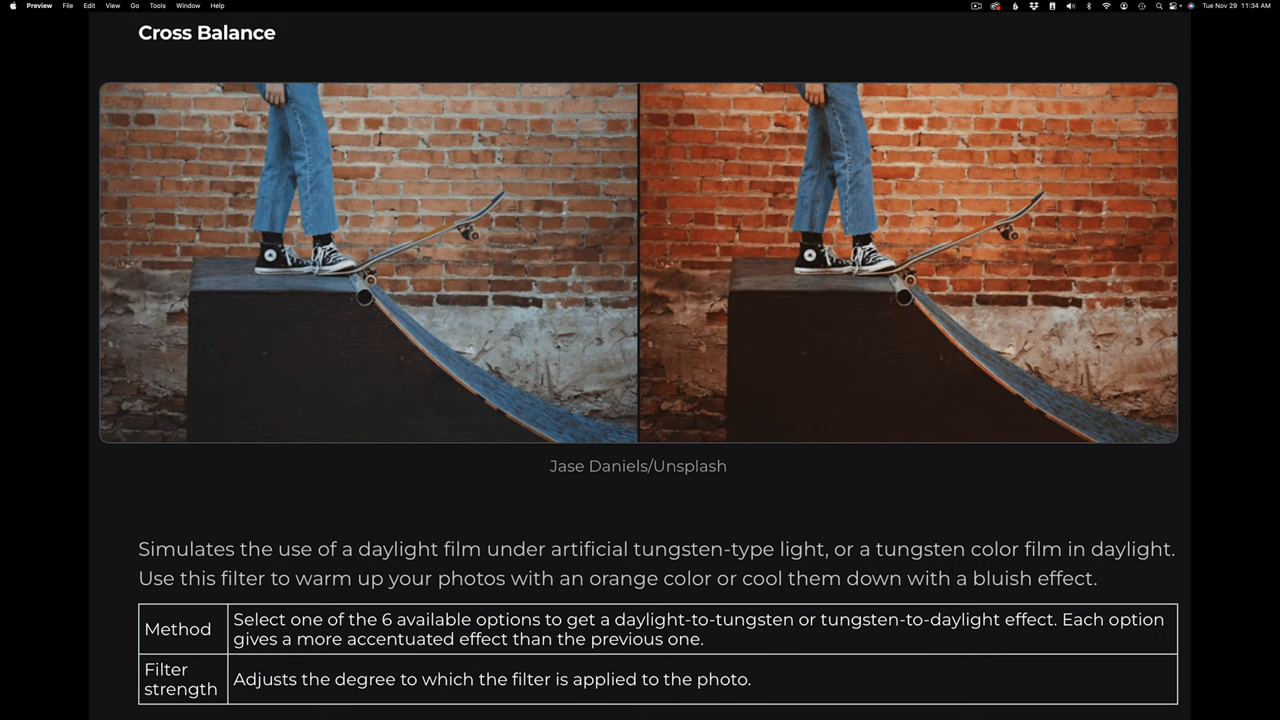 Preview File Edit View Go Tools Window Help Tue Nov 29 11:34 AM
Cross Balance
Jase Daniels/Unsplash
Simulates the use of a daylight film under artificial tungsten-type light, or a tungsten color film in daylight.
Use this filter to warm up your photos with an orange color or cool them down with a bluish effect.
Method
Select one of the 6 available options to get a daylight-to-tungsten or tungsten-to-daylight effect. Each option
gives a more accentuated effect than the previous one.
Filter
strength
Adjusts the degree to which the filter is applied to the photo.